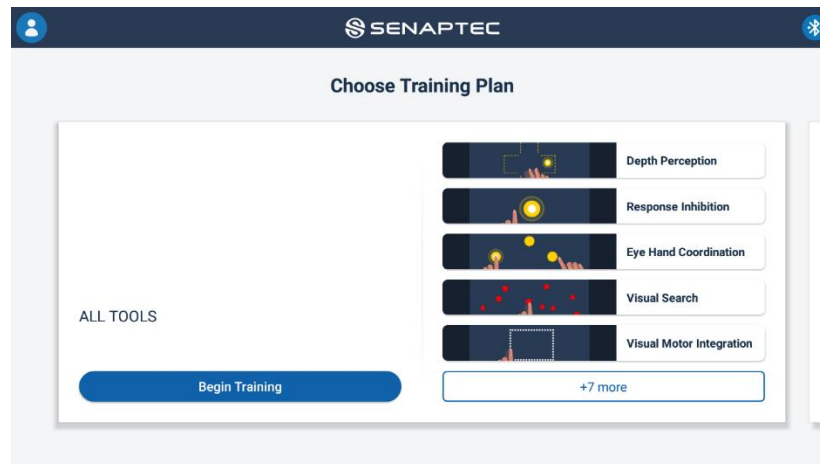 SENAPTEC
Choose Training Plan
ALL TOOLS
Begin Training
Depth Perception
Response Inhibition
Eye Hand Coordination
Visual Search
Visual Motor Integration
+7 more